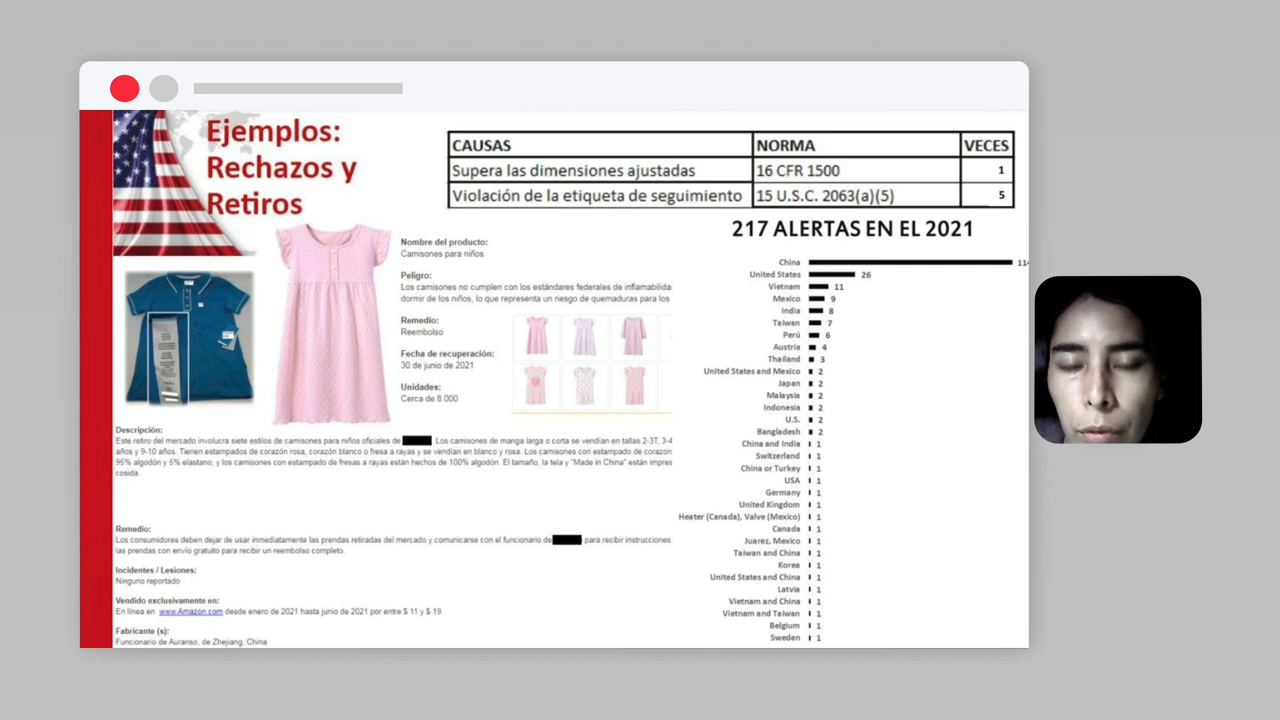 Ejemplos:
Rechazos y
Retiros
CAUSAS NORMA VECES
Supera las dimensiones ajustadas 16 CFR 1500 1
Violación de la etiqueta de seguimiento 15 U.S.C. 2063(a)(5) 5
Nombre del producto:
Camisones para niños
Peligro:
Los camisones no cumplen con los estándares federales de inflamabilida
dormir de los niños, lo que representa un riesgo de quemaduras para los
Remedio:
Reembolso
Fecha de recuperación:
30 de junio de 2021
Unidades:
Cerca de 8.000
Descripción:
Este retiro del mercado involucra siete estilos de camisones para niños oficiales de Los camisones de manga larga o corta se vendían en tallas 2-3T, 3-4
años y 9-10 años. Tienen estampados de corazón rosa, corazón blanco o fresa a rayas y se vendían en blanco y rosa. Los camisones con estampado de corazon
95% algodón y 5% elastano, y los camisones con estampado de fresas a rayas están hechos de 100% algodón. El tamaño, la tela y "Made in China" están impres
cosida.
Remedio:
Los consumidores deben dejar de usar inmediatamente las prendas retiradas del mercado y comunicarse con el funcionario de para recibir instrucciones
las prendas con envío gratuito para recibir un reembolso completo.
Incidentes / Lesiones:
Ninguno reportado
Vendido exclusivamente en:
En línea en www.Amazon.com desde enero de 2021 hasta junio de 2021 por entre $ 11 y $ 19.
Fabricante (s):
Funcionario de Auranso, de Zhejiang, China
217 ALERTAS EN EL 2021
China 114
United States 26
Vietnam 11
Mexico 9
India 8
Taiwan 7
Perú 6
Austria 4
Thailand 3
United States and Mexico 2
Japan 2
Malaysia 2
Indonesia 2
U.S. 2
Bangladesh 2
China and India 1
Switzerland 1
China or Turkey 1
USA 1
Germany 1
United Kingdom 1
Heater (Canada), Valve (Mexico) 1
Canada 1
Juarez, Mexico 1
Taiwan and China 1
Korea 1
United States and China 1
Latvia 1
Vietnam and China 1
Vietnam and Taiwan 1
Belgium 1
Sweden 1